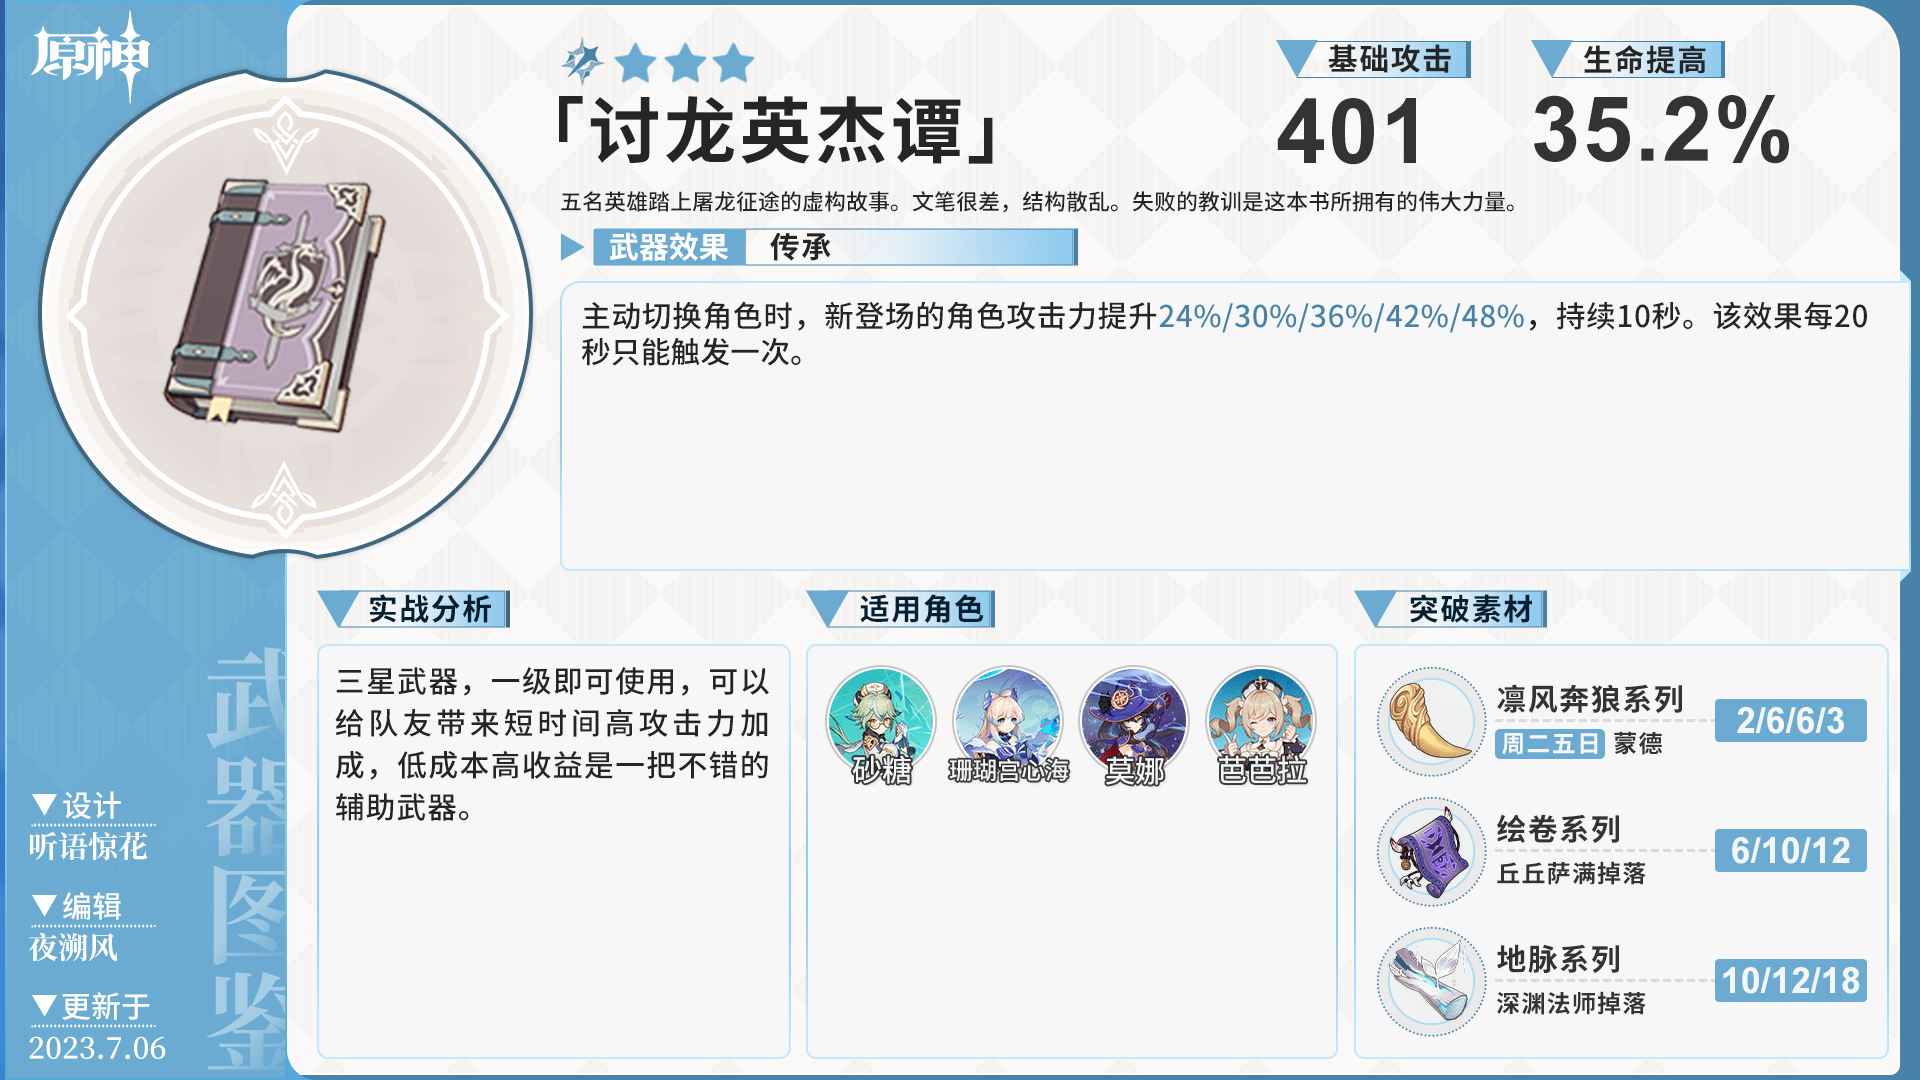 原神
「讨龙英杰谭」
基础攻击
401
生命提高
35.2%
五名英雄踏上屠龙征途的虚构故事。文笔很差，结构散乱。失败的教训是这本书所拥有的伟大力量。
武器效果 传承
主动切换角色时，新登场的角色攻击力提升24%/30%/36%/42%/48%，持续10秒。该效果每20
秒只能触发一次。
实战分析
三星武器，一级即可使用，可以
给队友带来短时间高攻击力加
成，低成本高收益是一把不错的
辅助武器。
适用角色
砂糖
珊瑚宫心海
莫娜
芭芭拉
突破素材
凛风奔狼系列
周二五日 蒙德
2/6/6/3
绘卷系列
丘丘萨满掉落
6/10/12
地脉系列
深渊法师掉落
10/12/18
武器图鉴
▼设计
听语惊花
▼编辑
夜溯风
▼更新于
2023.7.06